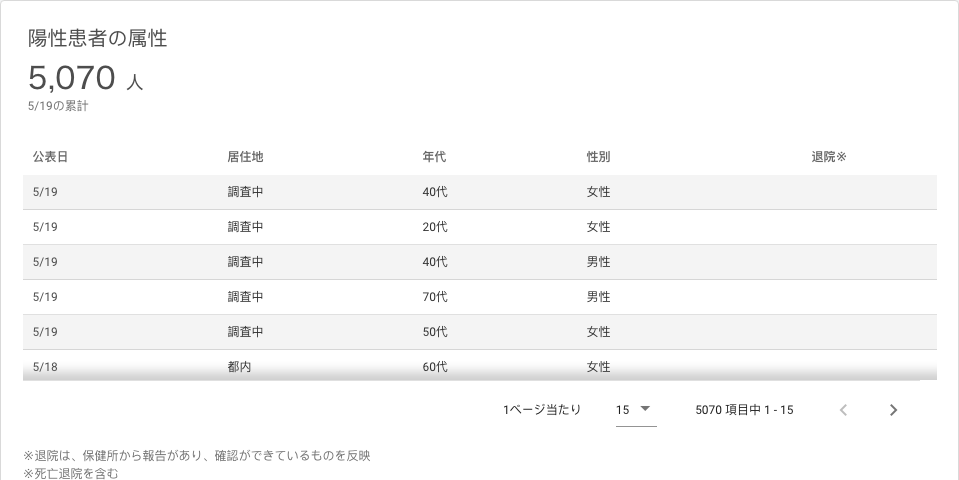 陽性患者の属性
5,070 人
5/19の累計
公表日 居住地 年代 性別 退院※
5/19 調査中 40代 女性
5/19 調査中 20代 女性
5/19 調査中 40代 男性
5/19 調査中 70代 男性
5/19 調査中 50代 女性
5/18 都内 60代 女性
1ページ当たり 15 5070 項目中 1 - 15
※退院は、保健所から報告があり、確認ができているものを反映
※死亡退院を含む